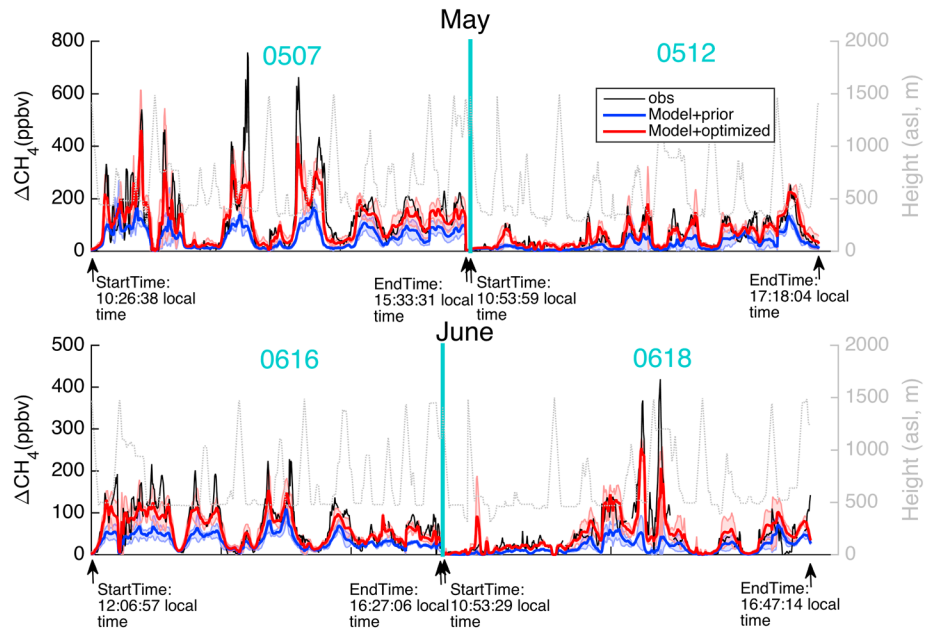 May
800
600
400
200
0
ΔCH4(ppbv)
0507
0512
obs
Model+prior
Model+optimized
2000
1500
1000
500
0
Height (asl, m)
StartTime:
10:26:38 local
time
EndTime:
15:33:31 local
time
StartTime:
10:53:59 local
time
EndTime:
17:18:04 local
time
June
500
400
300
200
100
0
ΔCH4(ppbv)
0616
0618
2000
1500
1000
500
0
Height (asl, m)
StartTime:
12:06:57 local
time
EndTime:
16:27:06 local
time
StartTime:
10:53:29 local
time
EndTime:
16:47:14 local
time